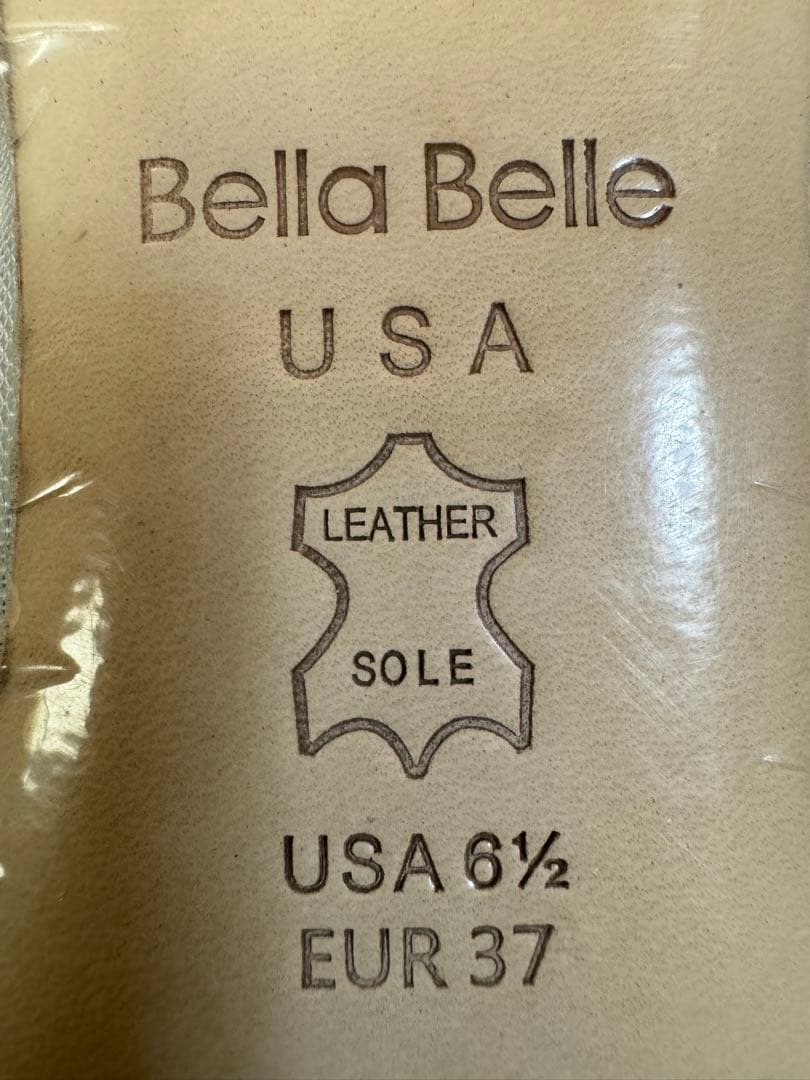 Bella Belle
USA
LEATHER
SOLE
USA 6½
EUR 37